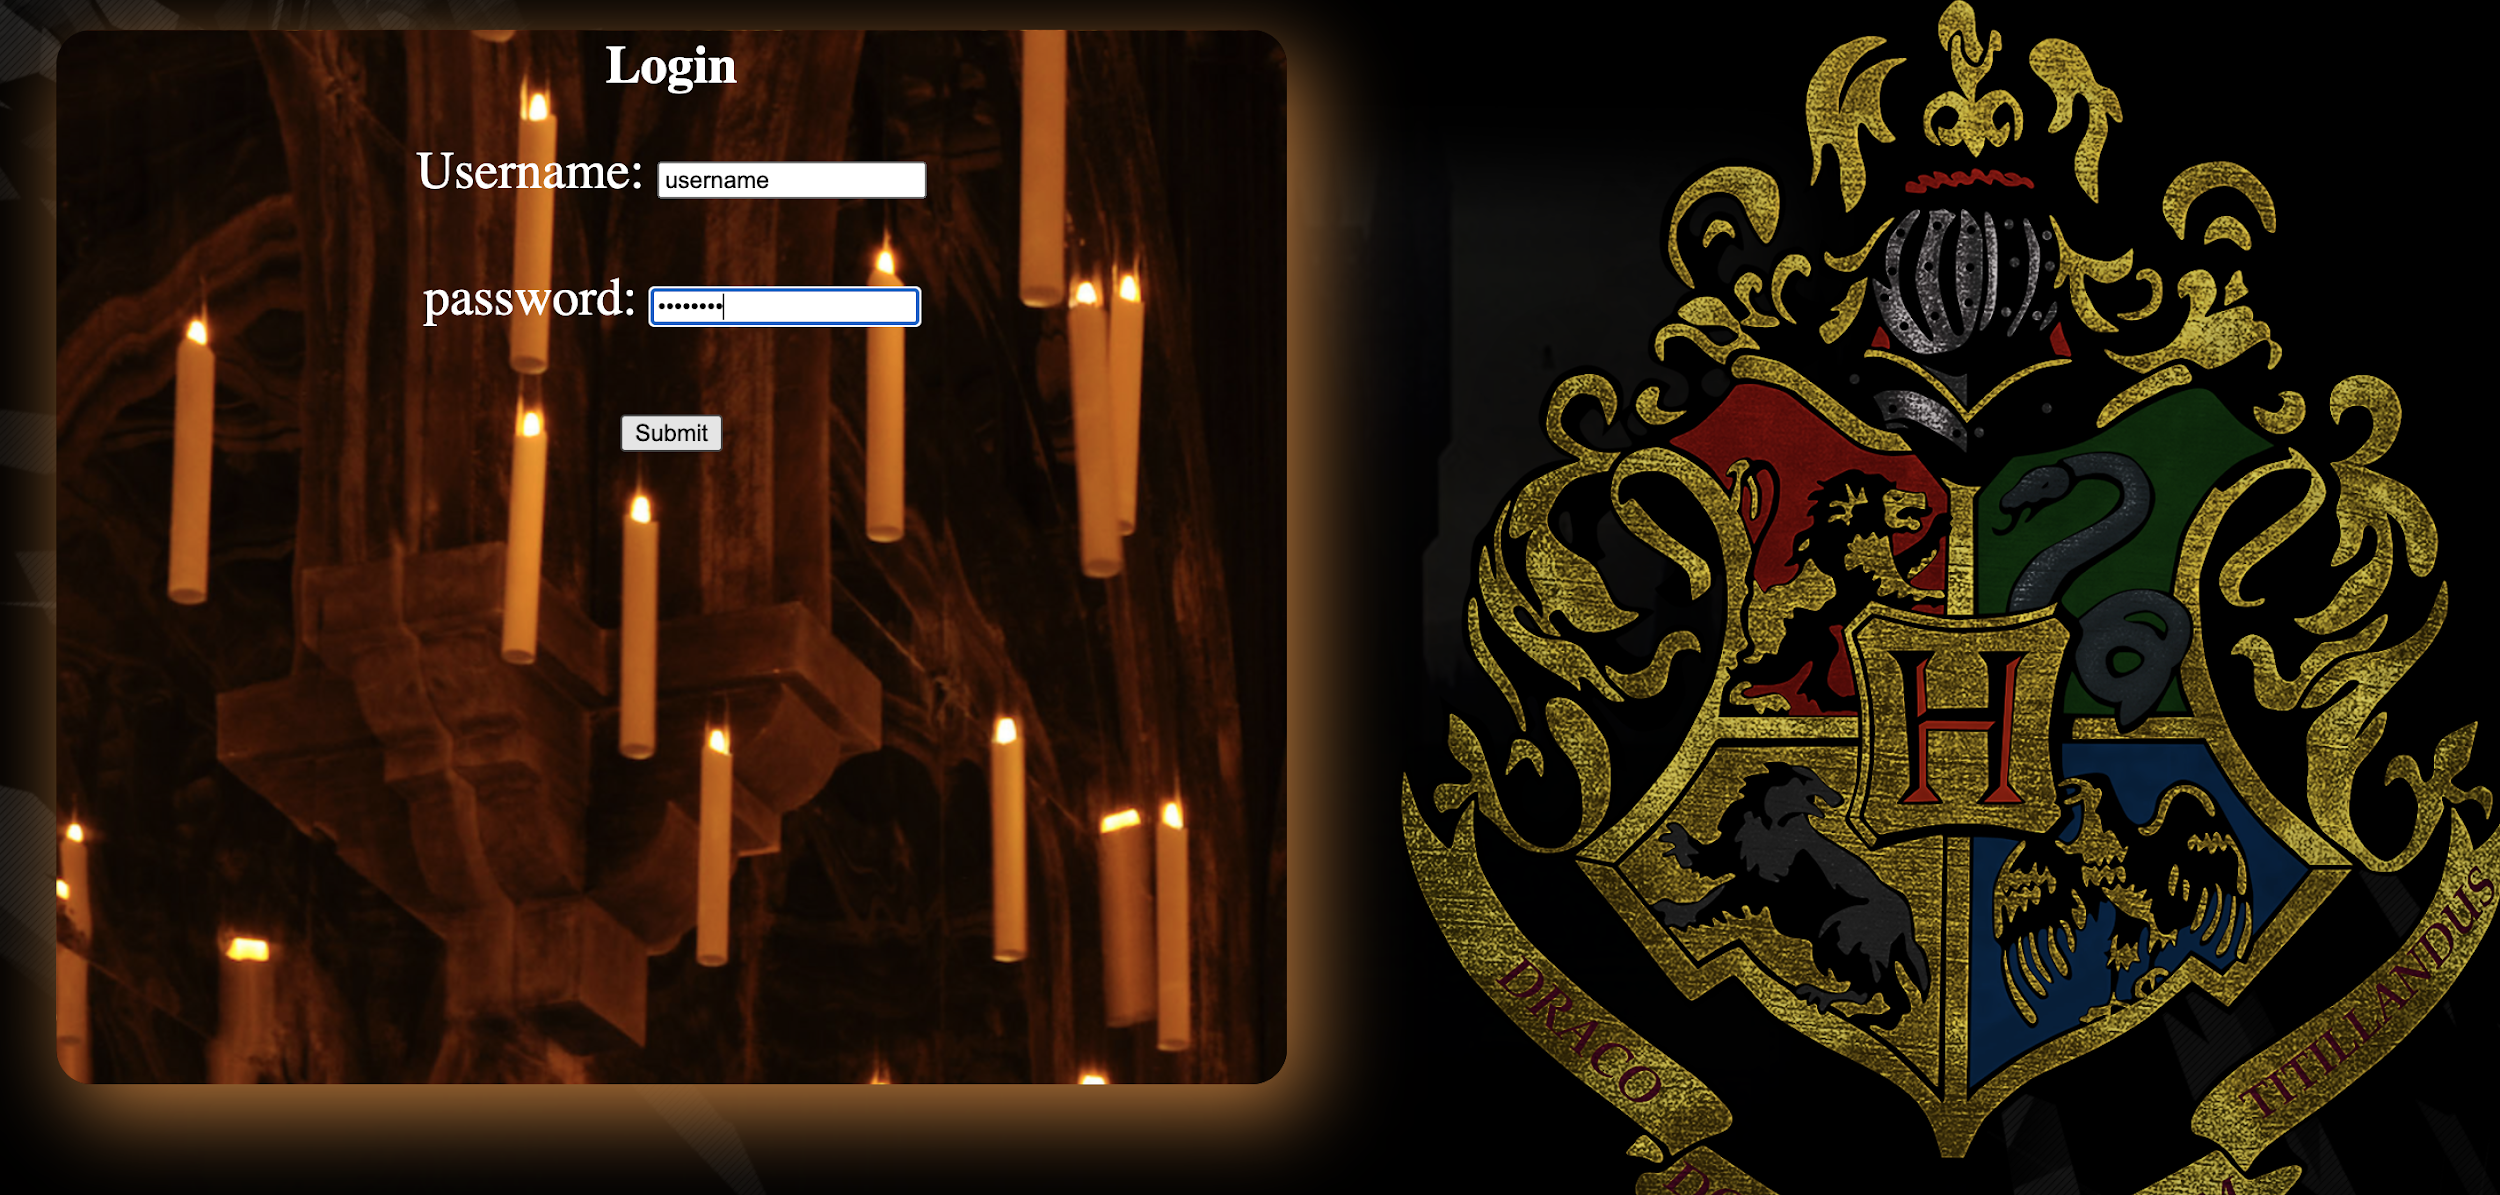 Login
Username: username
password: ••••••••
Submit
H
DRACO
TITILLANDUS